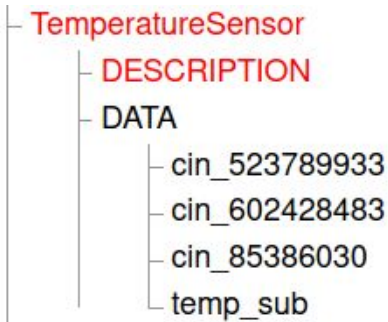 TemperatureSensor
DESCRIPTION
DATA
cin_523789933
cin_602428483
cin_85386030
temp_sub